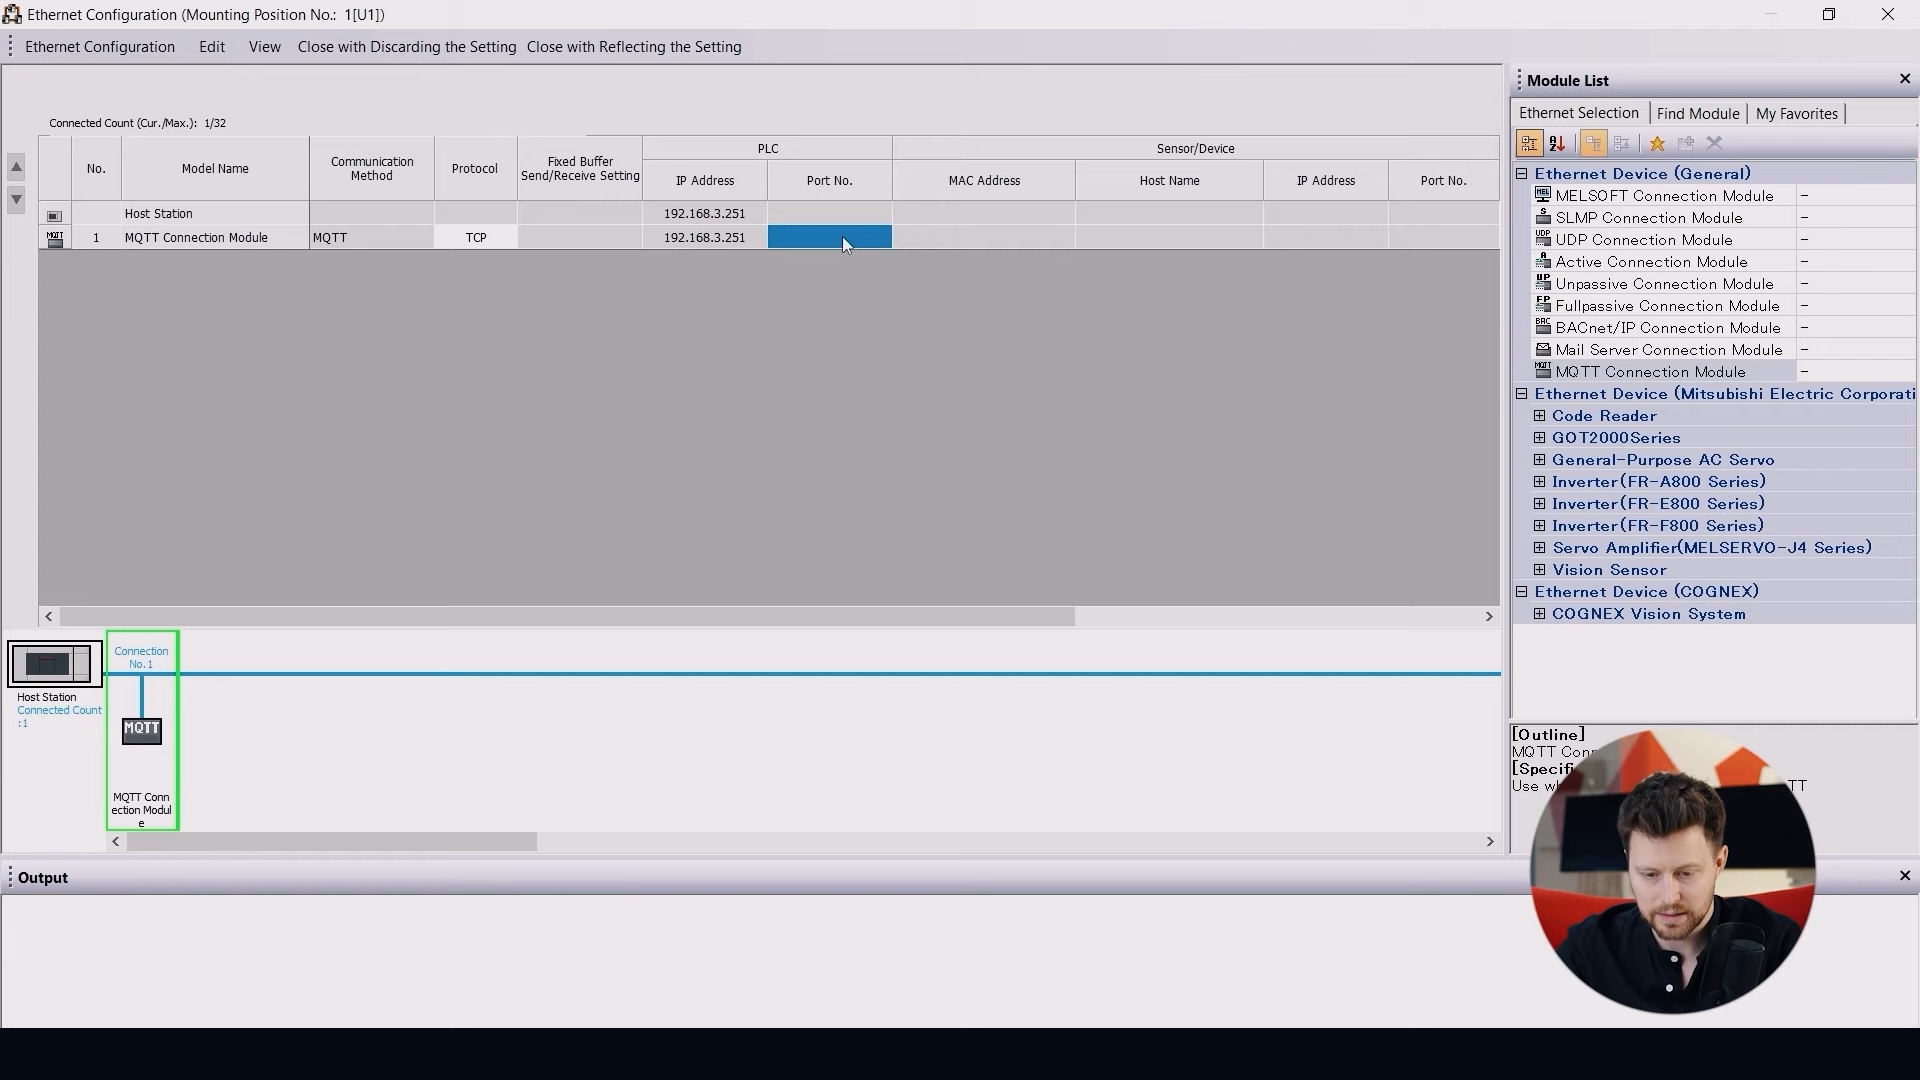 Ethernet Configuration (Mounting Position No.: 1[U1])
Ethernet Configuration Edit View Close with Discarding the Setting Close with Reflecting the Setting
Connected Count (Cur./Max.): 1/32
No. Model Name Communication Method Protocol Fixed Buffer Send/Receive Setting PLC Sensor/Device
IP Address Port No. MAC Address Host Name IP Address Port No.
Host Station 192.168.3.251
MQTT 1 MQTT Connection Module MQTT TCP 192.168.3.251
Connection
No.1
Host Station
Connected Count
:1
MQTT
MQTT Conn
ection Modul
e
Output
Module List
Ethernet Selection Find Module My Favorites
Ethernet Device (General)
MELSOFT Connection Module –
SLMP Connection Module –
UDP Connection Module –
Active Connection Module –
Unpassive Connection Module –
Fullpassive Connection Module –
BACnet/IP Connection Module –
Mail Server Connection Module –
MQTT Connection Module –
Ethernet Device (Mitsubishi Electric Corporati
Code Reader
GOT2000Series
General-Purpose AC Servo
Inverter(FR-A800 Series)
Inverter(FR-E800 Series)
Inverter(FR-F800 Series)
Servo Amplifier(MELSERVO-J4 Series)
Vision Sensor
Ethernet Device (COGNEX)
COGNEX Vision System
[Outline]
MQTT Conn
[Specifi
Use wh TT